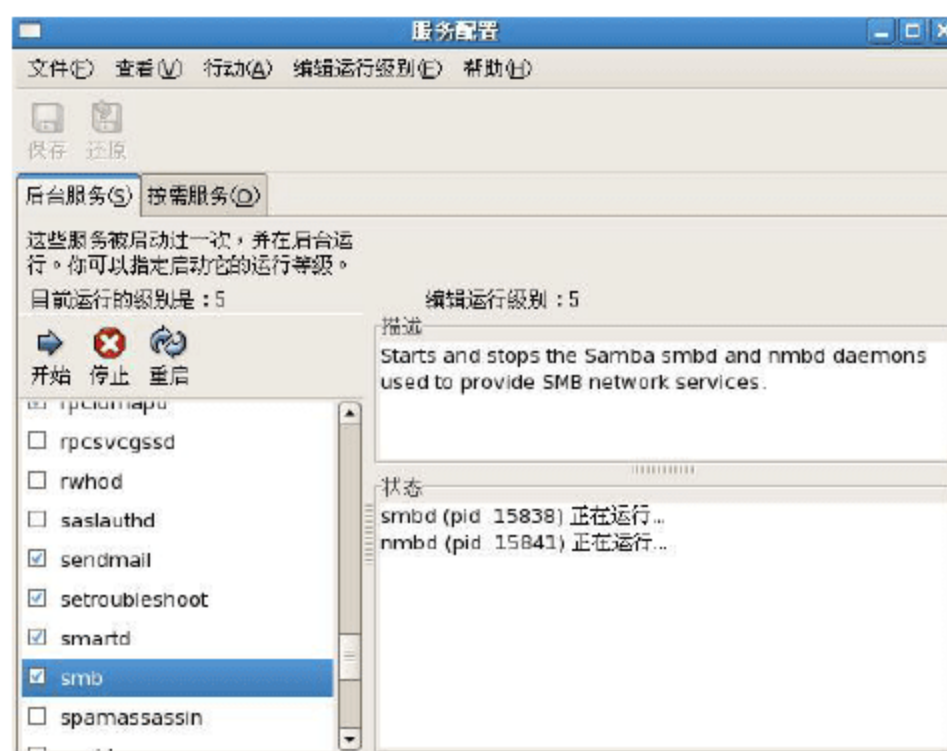 服务配置
文件(F) 查看(V) 行动(A) 编辑运行级别(E) 帮助(H)
保存 还原
后台服务(S) 按需服务(O)
这些服务被启动过一次，并在后台运
行。你可以指定启动它的运行等级。
目前运行的级别是：5 编辑运行级别：5
开始 停止 重启
描述
Starts and stops the Samba smbd and nmbd daemons
used to provide SMB network services.
rpcidmapd
rpcsvcgssd
rwhod
saslauthd
sendmail
setroubleshoot
smartd
smb
spamassassin
状态
smbd (pid 15838) 正在运行...
nmbd (pid 15841) 正在运行...